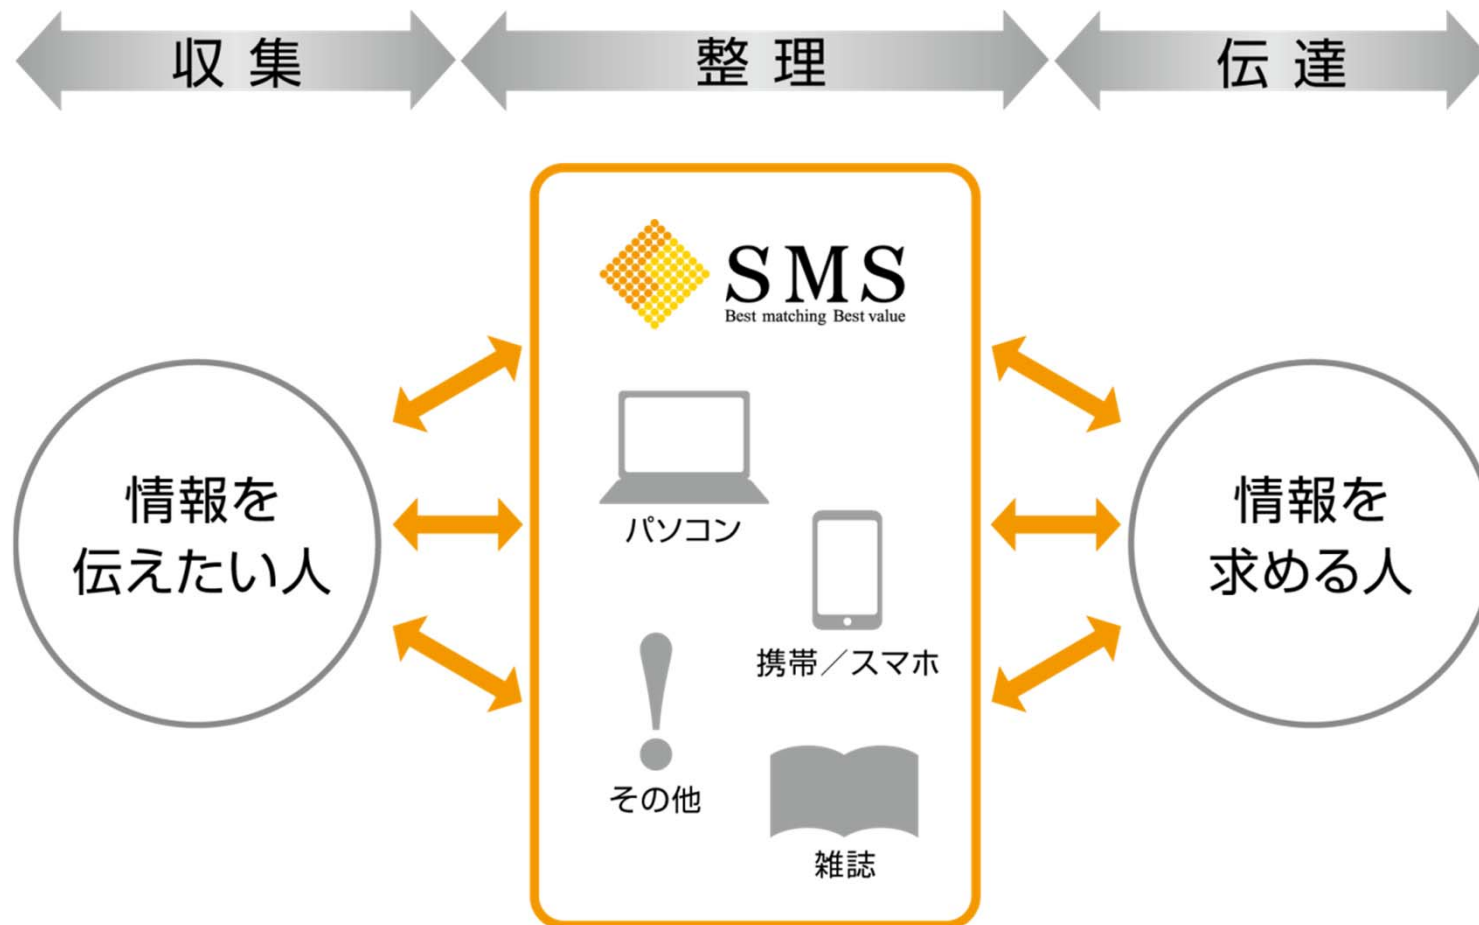 収集
整理
伝達
SMS
Best matching Best value
情報を
伝えたい人
パソコン
携帯／スマホ
その他
雑誌
情報を
求める人